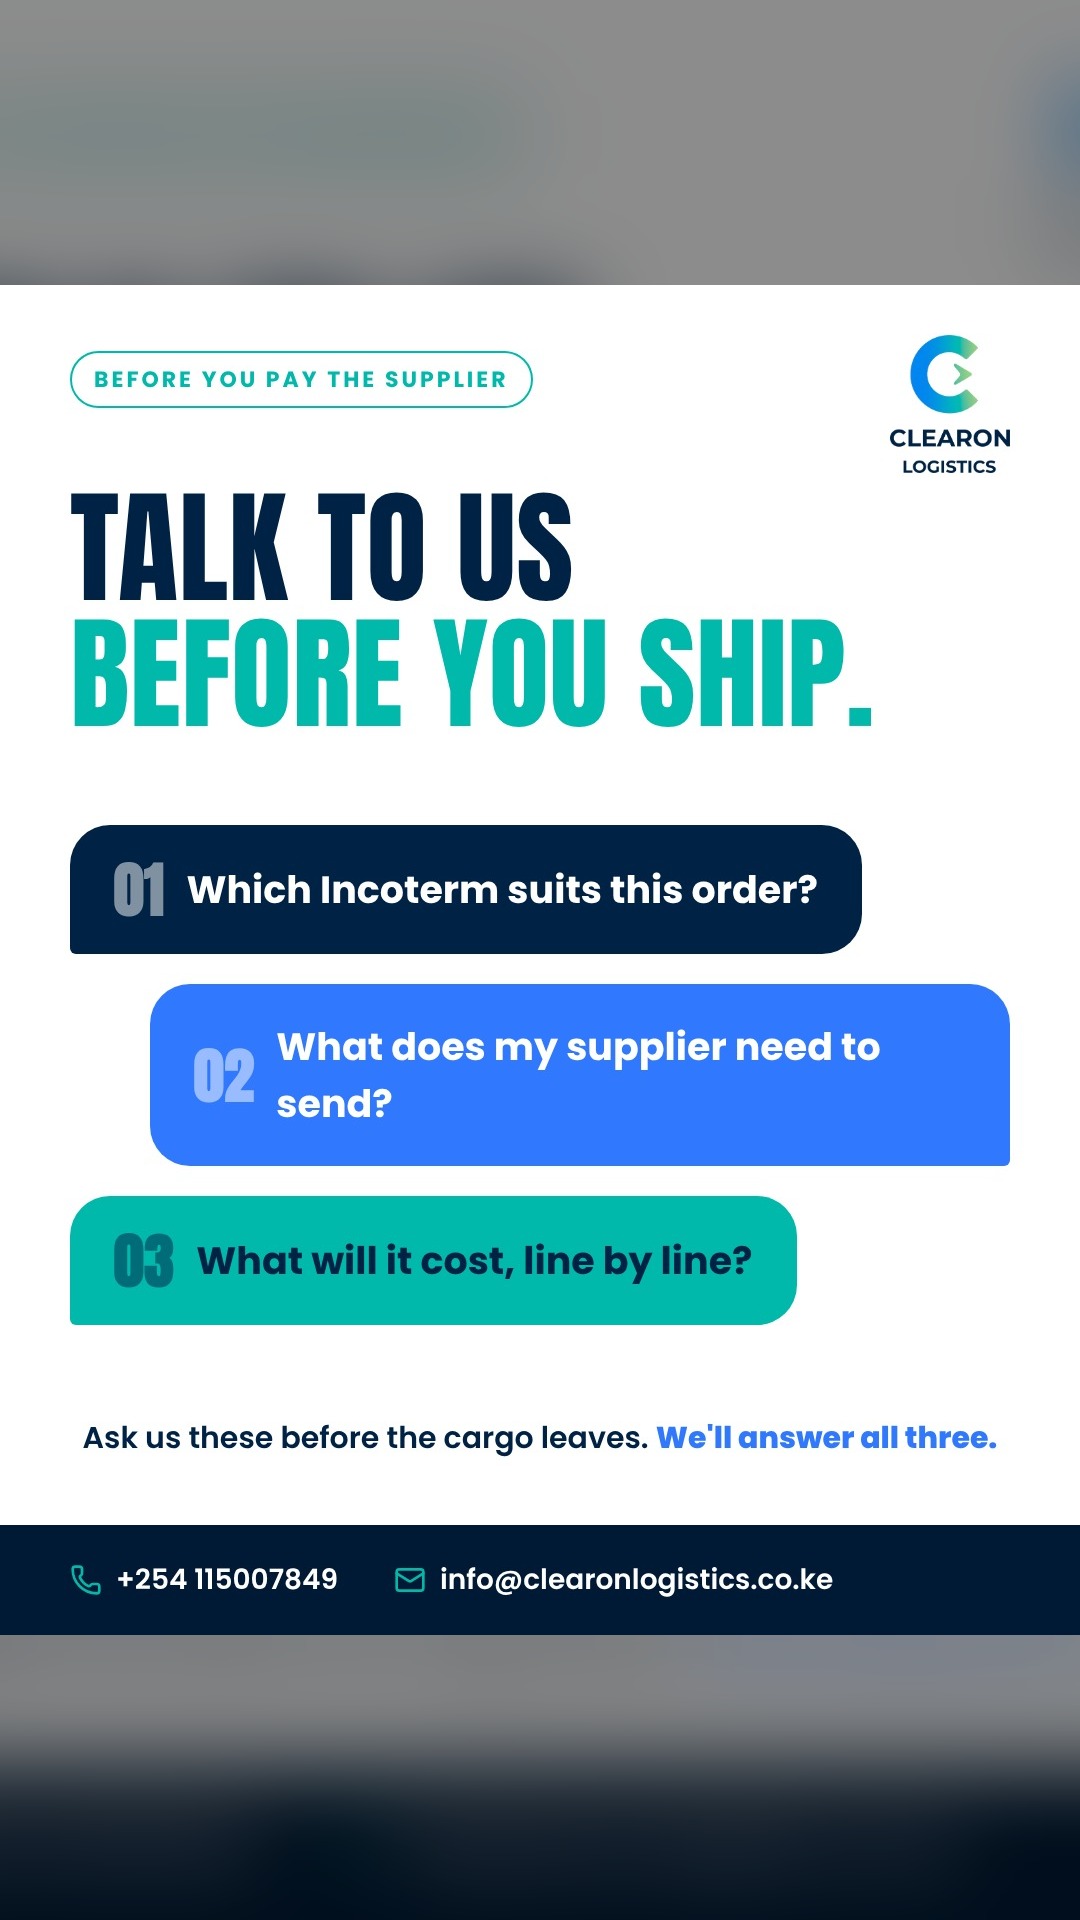 BEFORE YOU PAY THE SUPPLIER
CLEARON
LOGISTICS
TALK TO US
BEFORE YOU SHIP.
01 Which Incoterm suits this order?
02 What does my supplier need to
send?
03 What will it cost, line by line?
Ask us these before the cargo leaves. We'll answer all three.
+254 115007849 info@clearonlogistics.co.ke